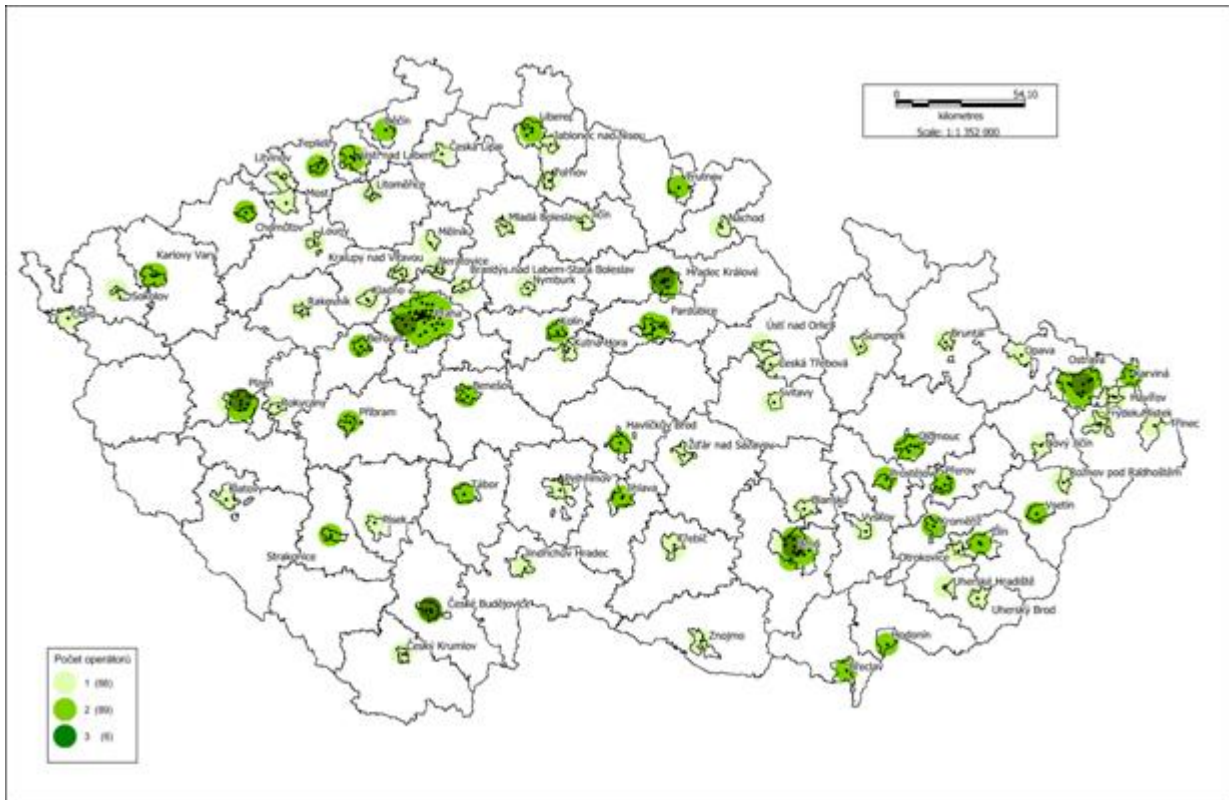 0 54,10
kilometres
Scale: 1:1 352 000
Děčín
Liberec
Jablonec nad Nisou
Teplice
Ústí nad Labem
Česká Lípa
Litvínov
Turnov
Most
Litoměřice
Trutnov
Chomutov
Louny
Mladá Boleslav
Jičín
Náchod
Mělník
Karlovy Vary
Kralupy nad Vltavou
Neratovice
Brandýs nad Labem-Stará Boleslav
Hradec Králové
Sokolov
Nymburk
Rakovník
Kladno
Cheb
Praha
Pardubice
Kolín
Ústí nad Orlicí
Šumperk
Bruntál
Opava
Beroun
Kutná Hora
Česká Třebová
Ostrava
Karviná
Plzeň
Benešov
Svitavy
Havířov
Rokycany
Příbram
Frýdek-Místek
Třinec
Havlíčkův Brod
Žďár nad Sázavou
Olomouc
Nový Jičín
Prostějov
Přerov
Rožnov pod Radhoštěm
Klatovy
Tábor
Pelhřimov
Jihlava
Blansko
Vsetín
Písek
Vyškov
Kroměříž
Strakonice
Třebíč
Brno
Zlín
Otrokovice
Jindřichův Hradec
Uherské Hradiště
České Budějovice
Uherský Brod
Znojmo
Hodonín
Český Krumlov
Břeclav
Počet operátorů
1 (88)
2 (89)
3 (6)